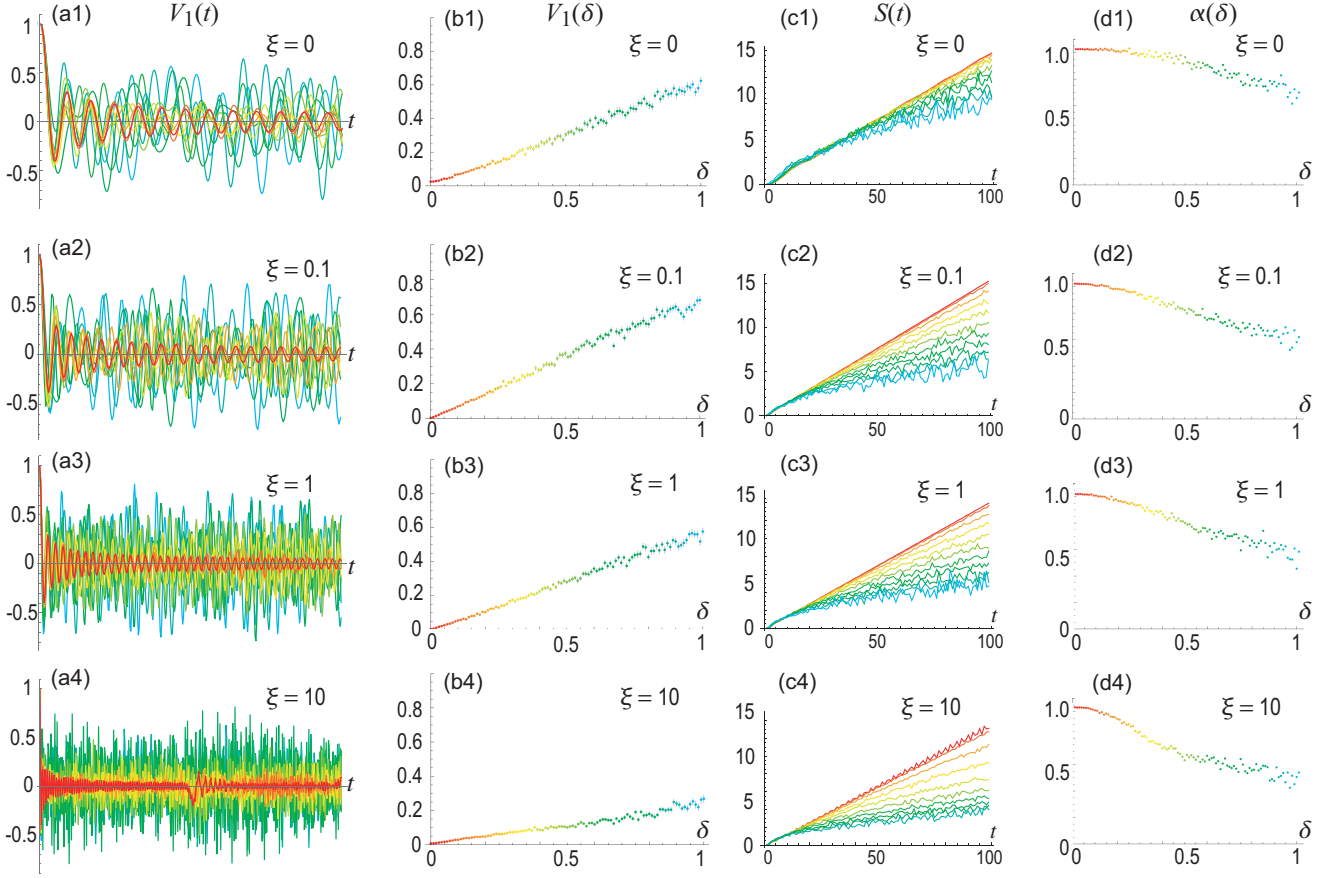 (a1) V₁(t) (b1) V₁(δ) (c1) S(t) (d1) α(δ)
ξ = 0 ξ = 0 ξ = 0 ξ = 0
1 0.5 0 -0.5 t
0.8 0.6 0.4 0.2 0 0 0.5 1 δ
15 10 5 0 0 50 100 t
1.0 0.5 1.0 0 0.5 1 δ
(a2) (b2) (c2) (d2)
ξ = 0.1 ξ = 0.1 ξ = 0.1 ξ = 0.1
1 0.5 0 -0.5 t
0.8 0.6 0.4 0.2 0 0 0.5 1 δ
15 10 5 0 0 50 100 t
1.0 0.5 0 0 0.5 1 δ
(a3) (b3) (c3) (d3)
ξ = 1 ξ = 1 ξ = 1 ξ = 1
1 0.5 0 -0.5 t
0.8 0.6 0.4 0.2 0 0 0.5 1 δ
15 10 5 0 0 50 100 t
1.0 0.5 0 0 0.5 1 δ
(a4) (b4) (c4) (d4)
ξ = 10 ξ = 10 ξ = 10 ξ = 10
1 0.5 0 -0.5 t
0.8 0.6 0.4 0.2 0 0 0.5 1 δ
15 10 5 0 0 50 100 t
1.0 0.5 0 0 0.5 1 δ